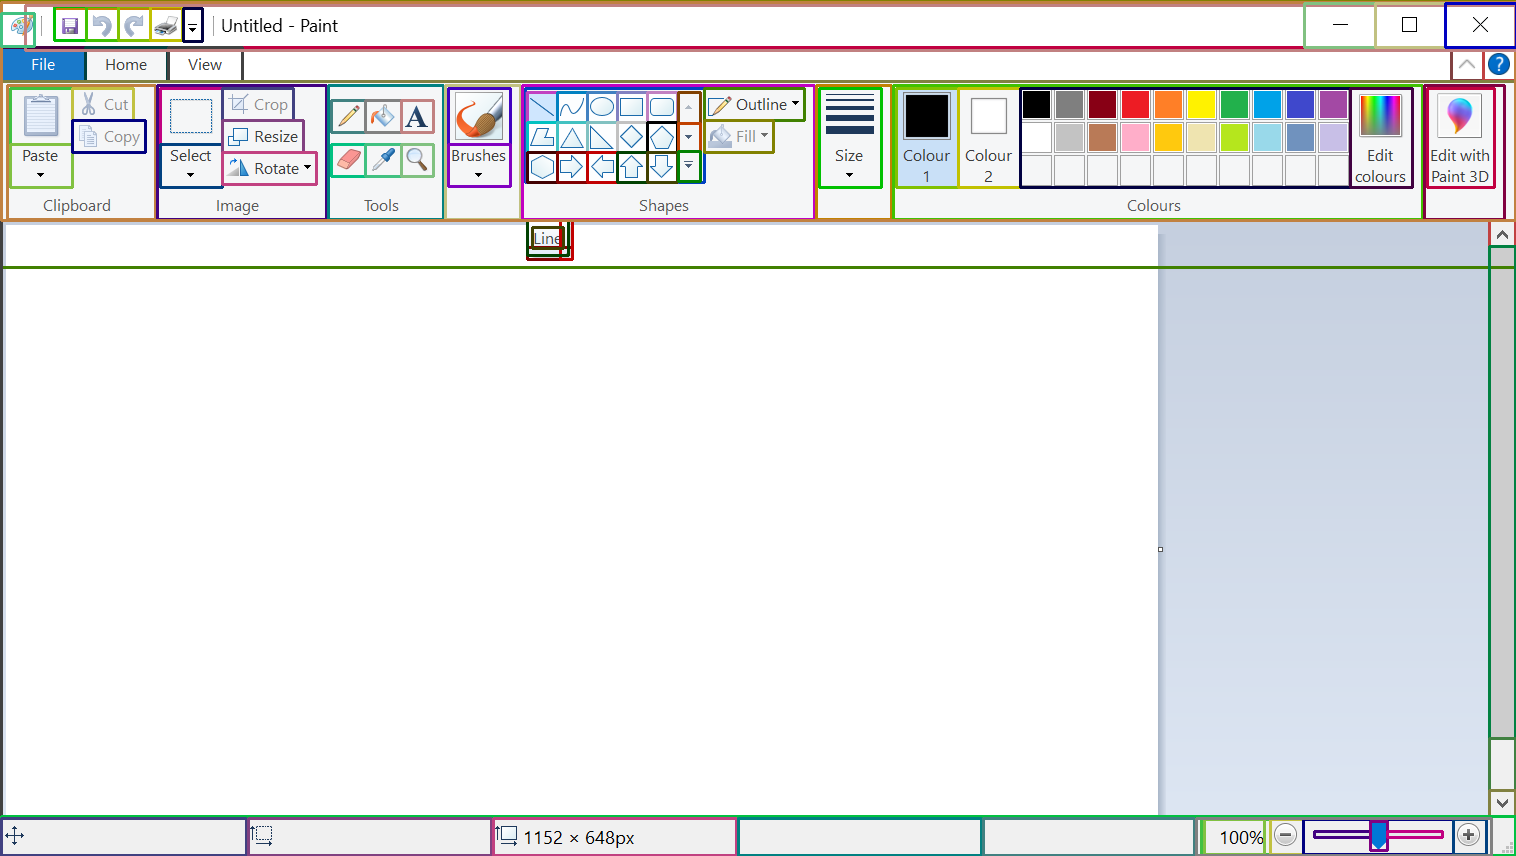 Untitled - Paint
File Home View
Cut
Copy
Paste
Clipboard
Crop
Resize
Rotate
Select
Image
A
Tools
Brushes
Outline
Fill
Shapes
Size
Colour
1
Colour
2
Edit
colours
Colours
Edit with
Paint 3D
Line
1152 × 648px
100%